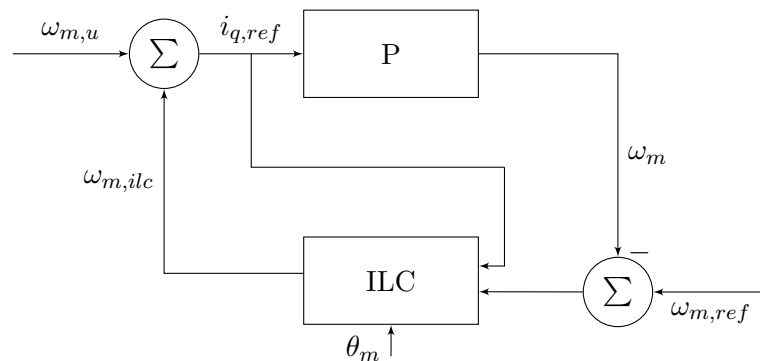 ω_{m,u}
∑
i_{q,ref}
P
ω_{m,ilc}
ω_m
−
ILC
∑
ω_{m,ref}
θ_m